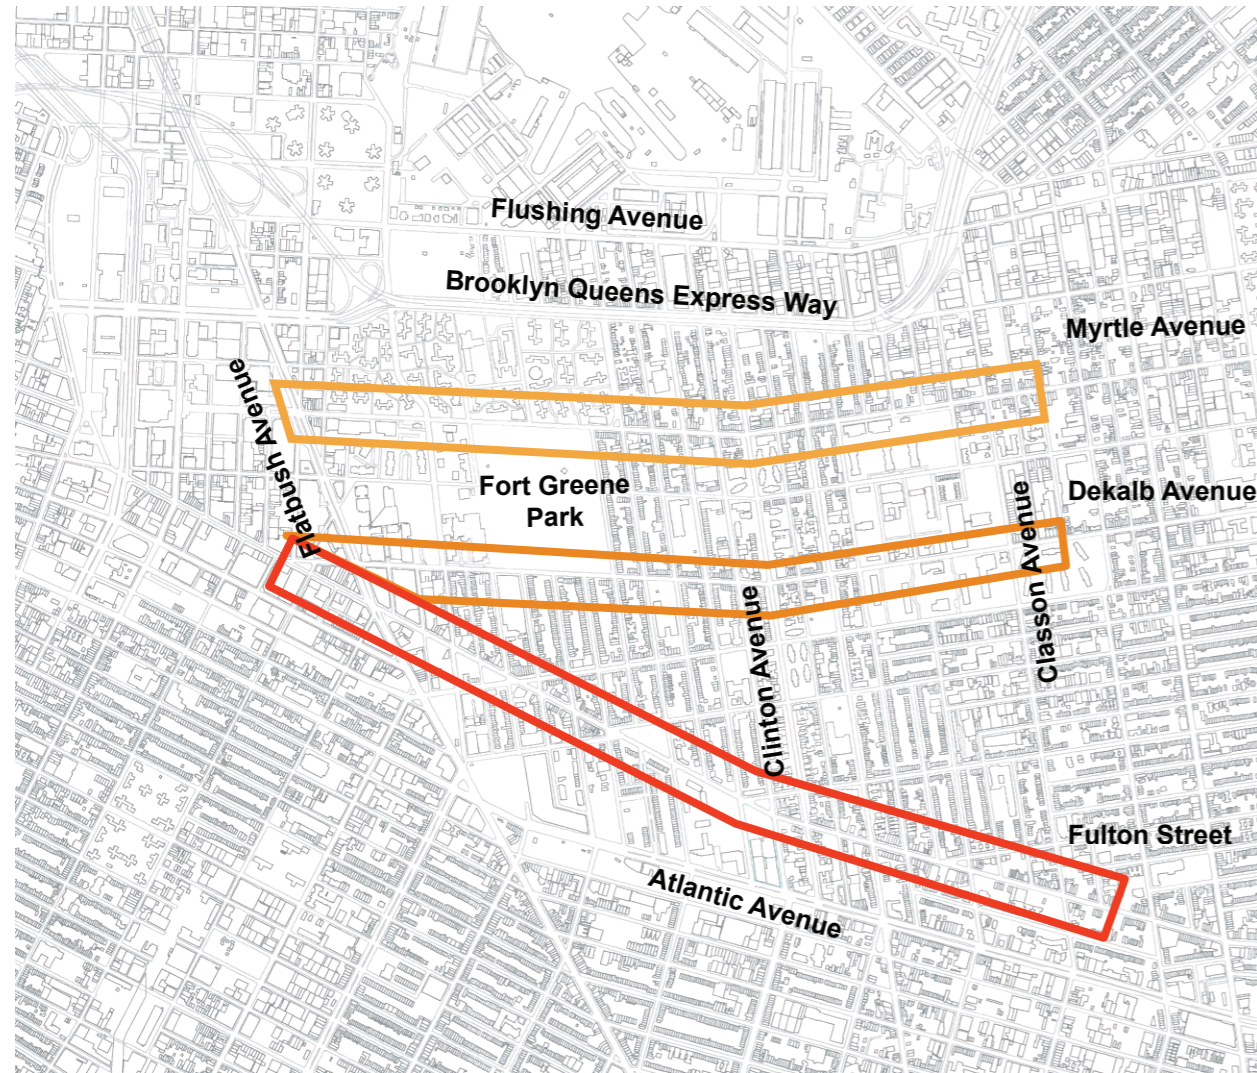 Flushing Avenue
Brooklyn Queens Express Way
Myrtle Avenue
Flatbush Avenue
Fort Greene
Park
Dekalb Avenue
Classon Avenue
Clinton Avenue
Fulton Street
Atlantic Avenue